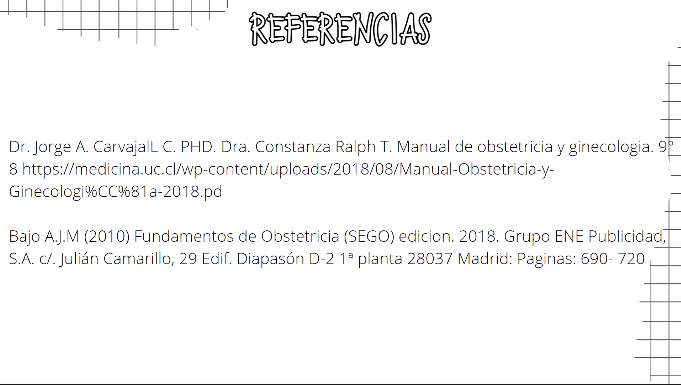 REFERENCIAS
Dr. Jorge A. CarvajalL C. PHD. Dra. Constanza Ralph T. Manual de obstetricia y ginecologia. 9º
8 https://medicina.uc.cl/wp-content/uploads/2018/08/Manual-Obstetricia-y-
Ginecologi%CC%81a-2018.pd
Bajo A.J.M (2010) Fundamentos de Obstetricia (SEGO) edicion. 2018. Grupo ENE Publicidad,
S.A. c/. Julián Camarillo, 29 Edif. Diapasón D-2 1ª planta 28037 Madrid: Paginas: 690- 720